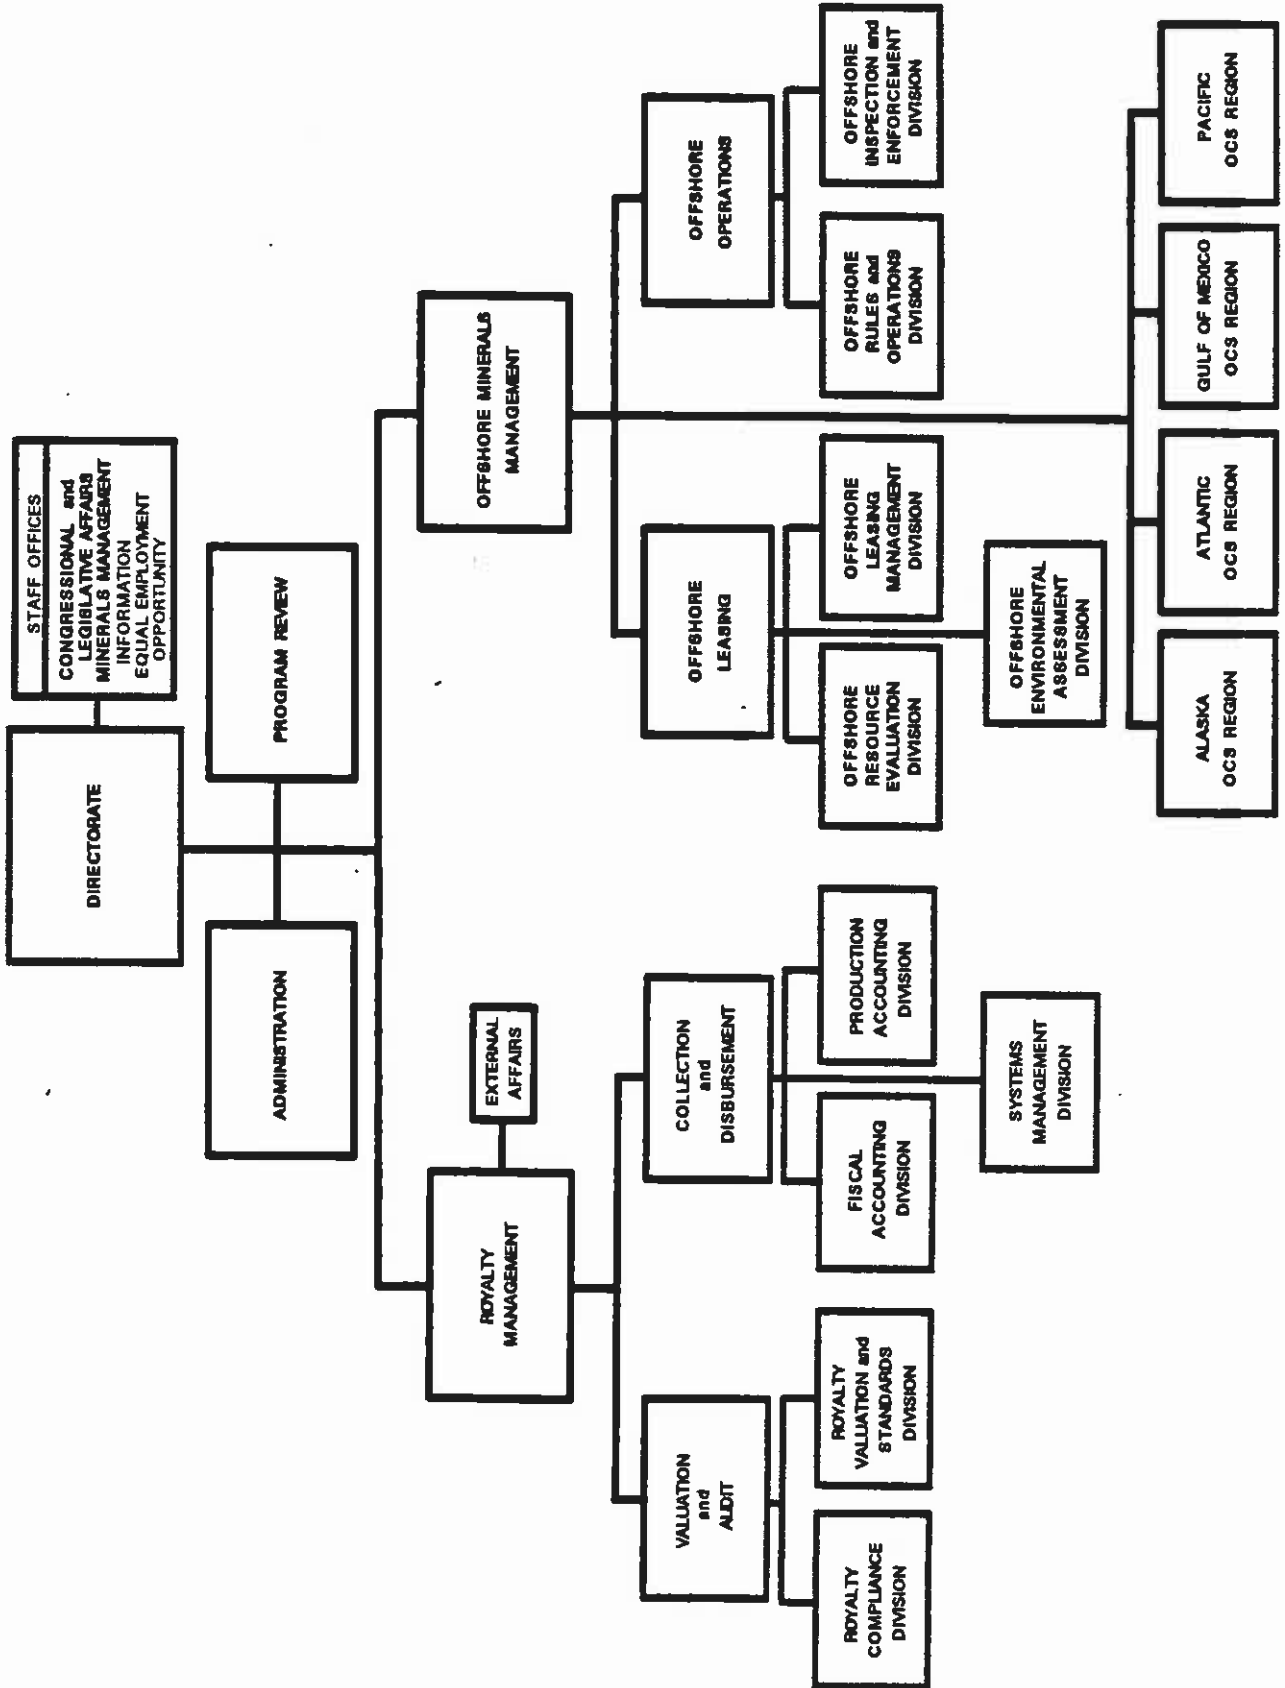 DIRECTORATE
STAFF OFFICES
CONGRESSIONAL and
LEGISLATIVE AFFAIRS
MINERALS MANAGEMENT
INFORMATION
EQUAL EMPLOYMENT
OPPORTUNITY
ADMINISTRATION
PROGRAM REVIEW
ROYALTY
MANAGEMENT
EXTERNAL
AFFAIRS
OFFSHORE MINERALS
MANAGEMENT
VALUATION
and
AUDIT
COLLECTION
and
DISBURSEMENT
OFFSHORE
LEASING
OFFSHORE
OPERATIONS
ROYALTY
COMPLIANCE
DIVISION
ROYALTY
VALUATION and
STANDARDS
DIVISION
FISCAL
ACCOUNTING
DIVISION
PRODUCTION
ACCOUNTING
DIVISION
OFFSHORE
RESOURCE
EVALUATION
DIVISION
OFFSHORE
LEASING
MANAGEMENT
DIVISION
OFFSHORE
RULES and
OPERATIONS
DIVISION
OFFSHORE
INSPECTION and
ENFORCEMENT
DIVISION
SYSTEMS
MANAGEMENT
DIVISION
OFFSHORE
ENVIRONMENTAL
ASSESSMENT
DIVISION
ALASKA
OCS REGION
ATLANTIC
OCS REGION
GULF OF MEXICO
OCS REGION
PACIFIC
OCS REGION